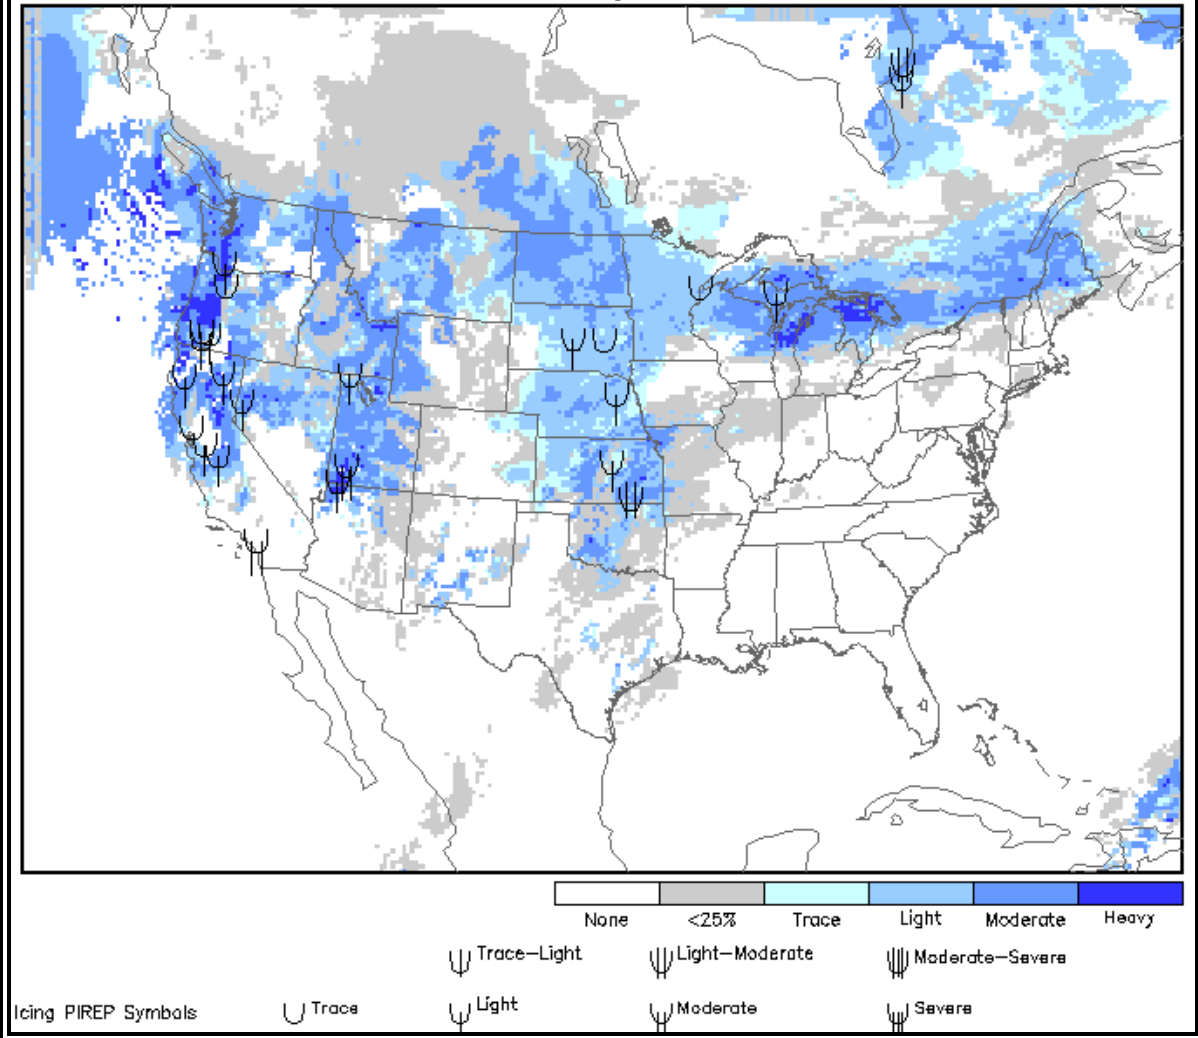 None <25% Trace Light Moderate Heavy
Trace-Light Light-Moderate Moderate-Severe
Icing PIREP Symbols Trace Light Moderate Severe